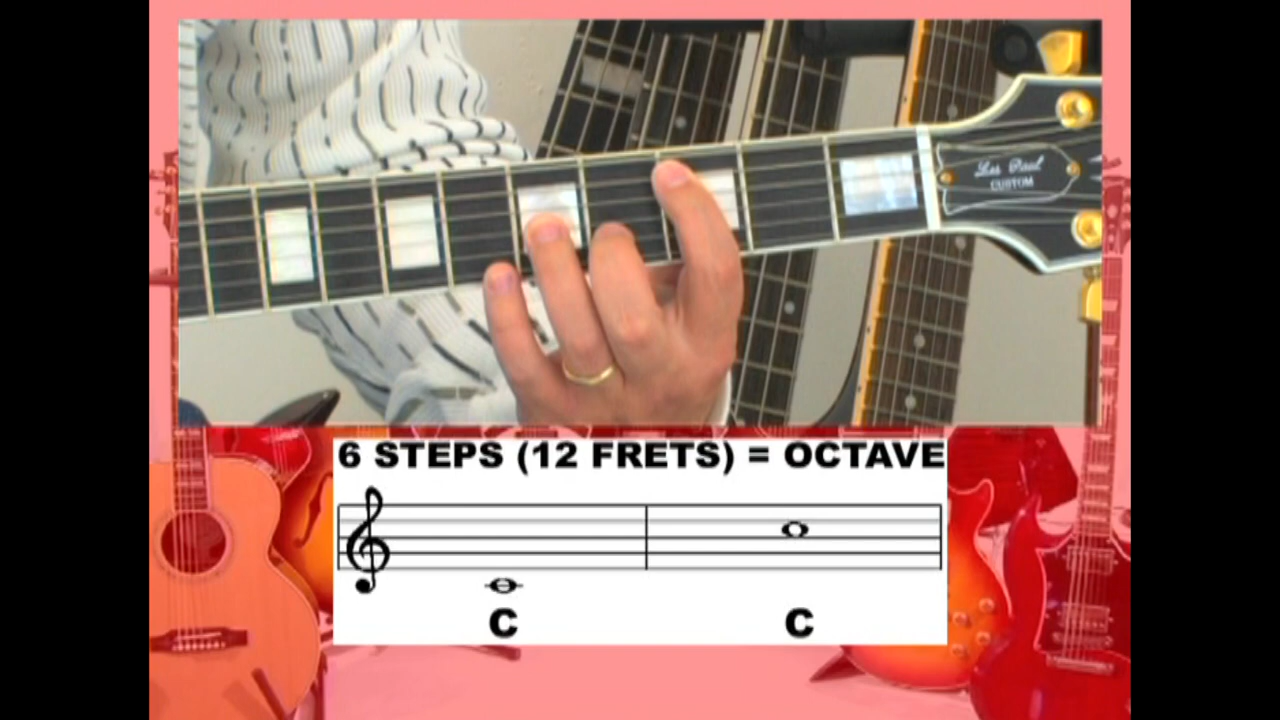 Les Paul
CUSTOM
6 STEPS (12 FRETS) = OCTAVE
C C